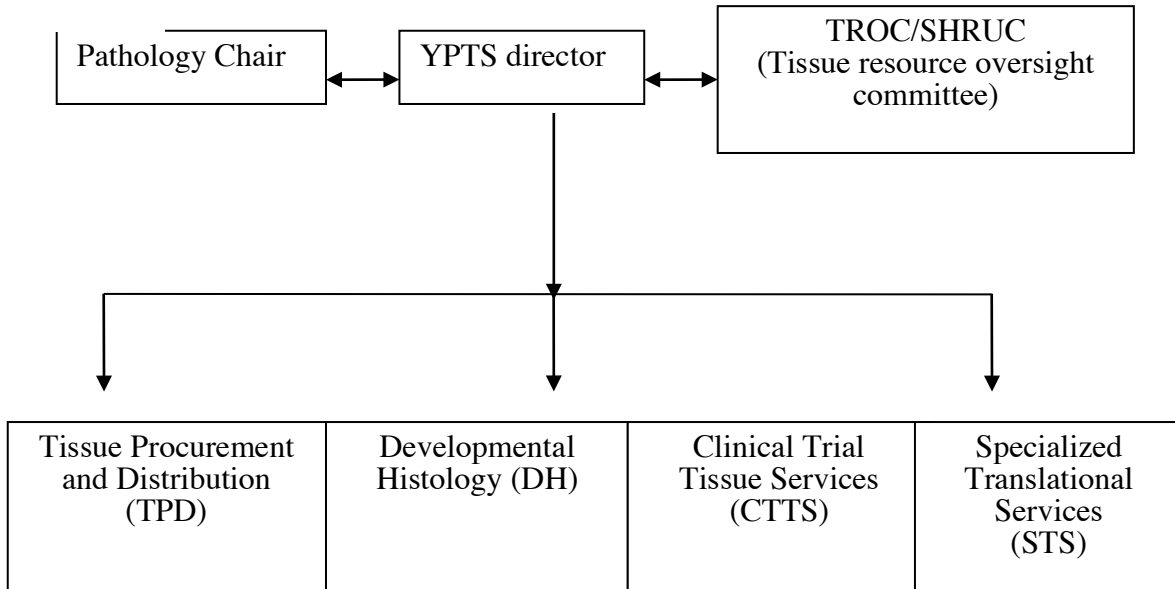 Pathology Chair
YPTS director
TROC/SHRUC
(Tissue resource oversight
committee)
Tissue Procurement
and Distribution
(TPD)
Developmental
Histology (DH)
Clinical Trial
Tissue Services
(CTTS)
Specialized
Translational
Services
(STS)